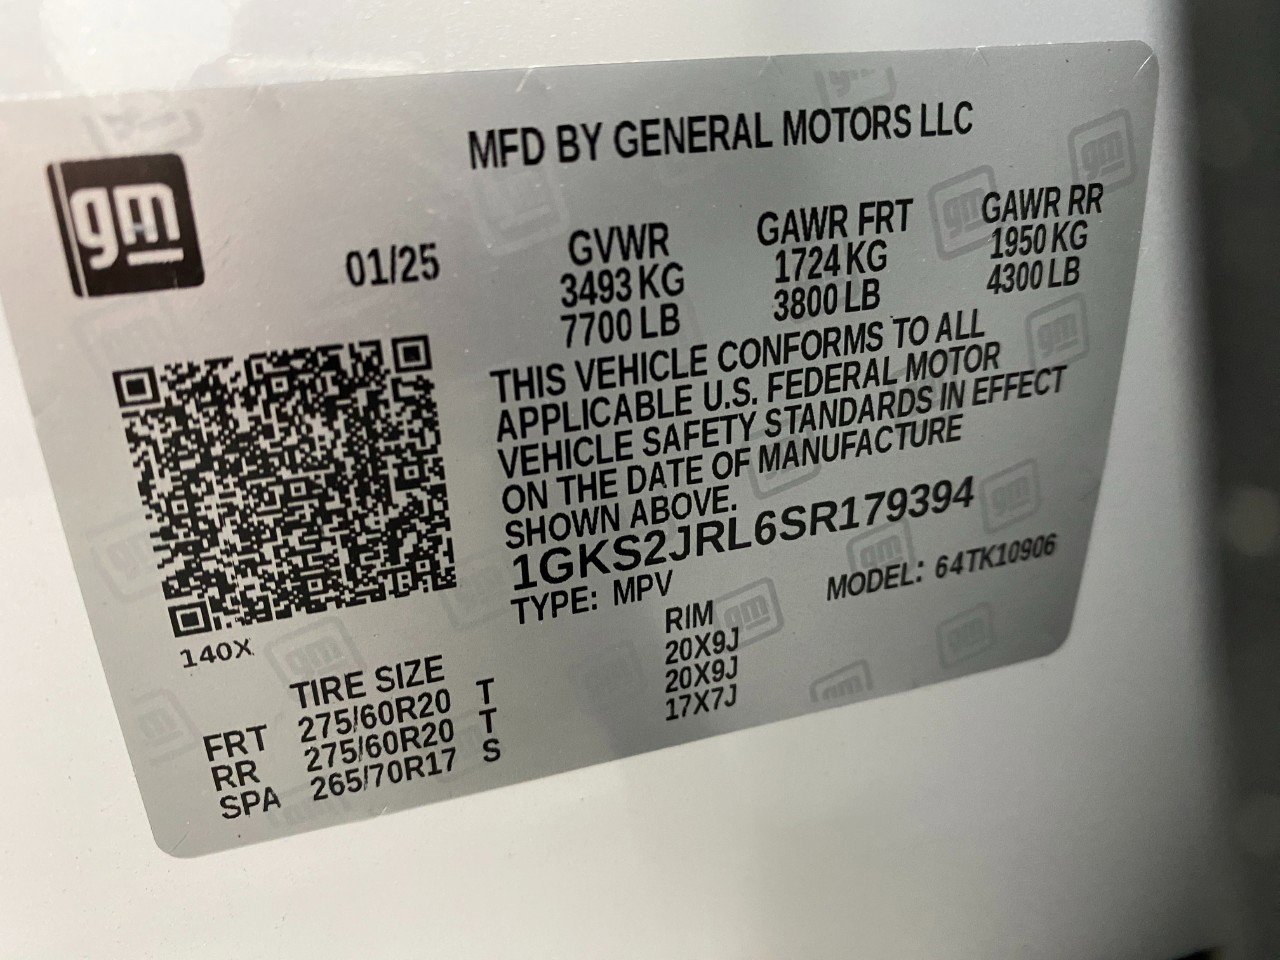 MFD BY GENERAL MOTORS LLC
gm
01/25
GVWR GAWR FRT GAWR RR
3493 KG 1724 KG 1950 KG
7700 LB 3800 LB 4300 LB
THIS VEHICLE CONFORMS TO ALL
APPLICABLE U.S. FEDERAL MOTOR
VEHICLE SAFETY STANDARDS IN EFFECT
ON THE DATE OF MANUFACTURE
SHOWN ABOVE.
1GKS2JRL6SR179394
TYPE: MPV MODEL: 64TK10906
140X
TIRE SIZE RIM
FRT 275/60R20 T 20X9J
RR 275/60R20 T 20X9J
SPA 265/70R17 S 17X7J